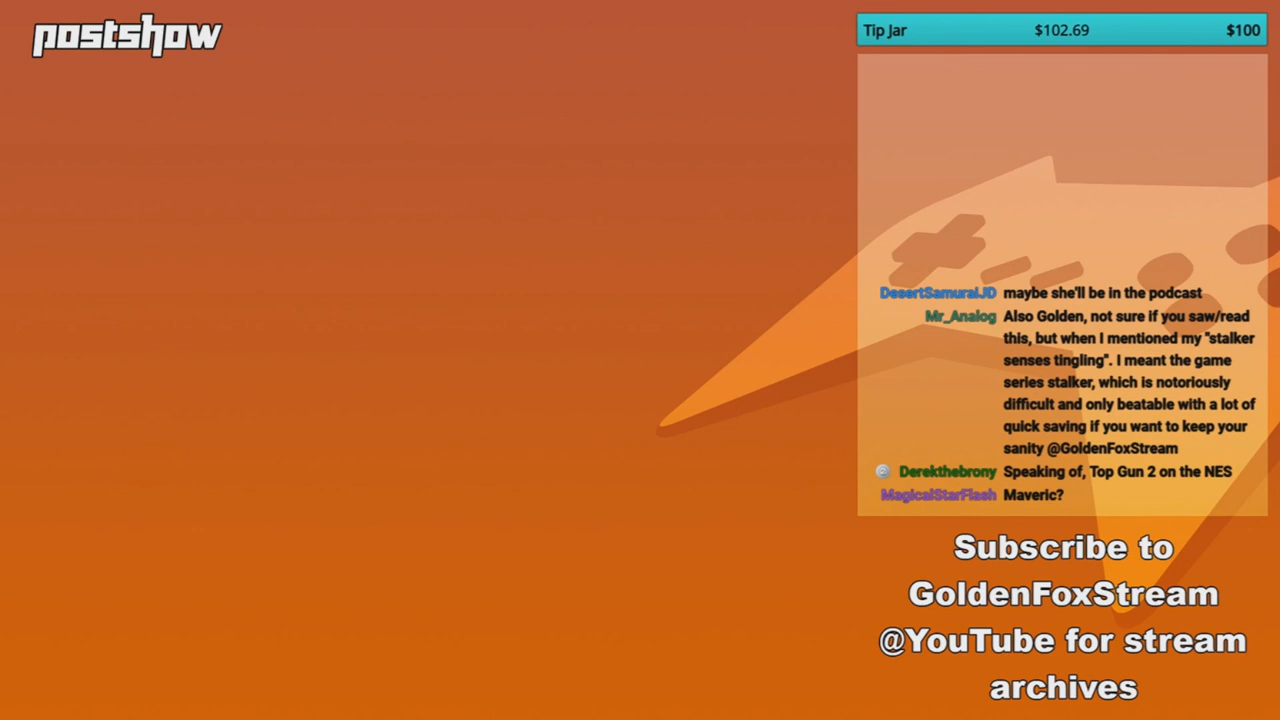 postshow
Tip Jar $102.69 $100
DesertSamuraiJD maybe she'll be in the podcast
Mr_Analog Also Golden, not sure if you saw/read
this, but when I mentioned my "stalker
senses tingling". I meant the game
series stalker, which is notoriously
difficult and only beatable with a lot of
quick saving if you want to keep your
sanity @GoldenFoxStream
Derekthebrony Speaking of, Top Gun 2 on the NES
MagicalStarFlash Maveric?
Subscribe to
GoldenFoxStream
@YouTube for stream
archives